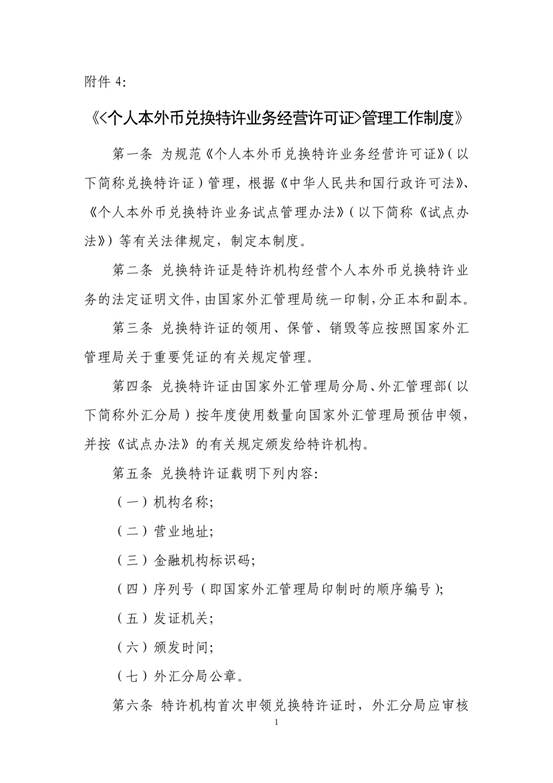 附件 4：
《<个人本外币兑换特许业务经营许可证>管理工作制度》
第一条 为规范《个人本外币兑换特许业务经营许可证》（以
下简称兑换特许证）管理，根据《中华人民共和国行政许可法》、
《个人本外币兑换特许业务试点管理办法》（以下简称《试点办
法》）等有关法律规定，制定本制度。
第二条 兑换特许证是特许机构经营个人本外币兑换特许业
务的法定证明文件，由国家外汇管理局统一印制，分正本和副本。
第三条 兑换特许证的领用、保管、销毁等应按照国家外汇
管理局关于重要凭证的有关规定管理。
第四条 兑换特许证由国家外汇管理局分局、外汇管理部（以
下简称外汇分局）按年度使用数量向国家外汇管理局预估申领，
并按《试点办法》的有关规定颁发给特许机构。
第五条 兑换特许证载明下列内容：
（一）机构名称；
（二）营业地址；
（三）金融机构标识码；
（四）序列号（即国家外汇管理局印制时的顺序编号）；
（五）发证机关；
（六）颁发时间；
（七）外汇分局公章。
第六条 特许机构首次申领兑换特许证时，外汇分局应审核
1